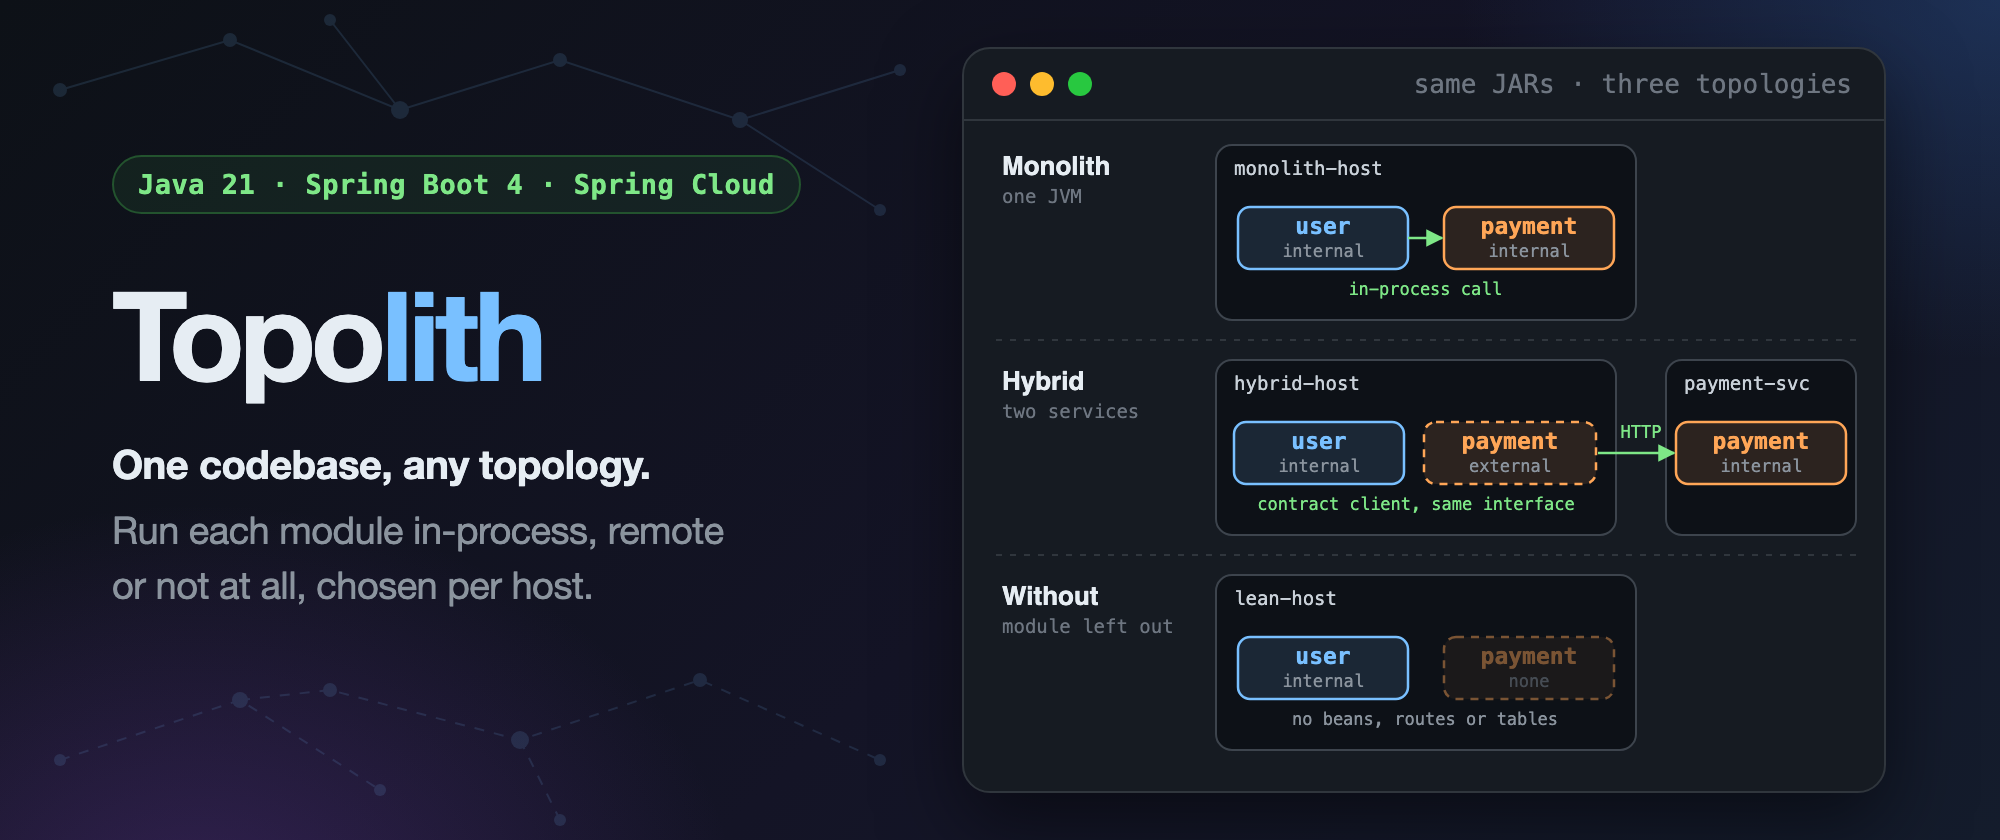 Java 21 · Spring Boot 4 · Spring Cloud
Topolith
One codebase, any topology.
Run each module in-process, remote
or not at all, chosen per host.
same JARs · three topologies
Monolith
one JVM
monolith-host
user
internal
payment
internal
in-process call
Hybrid
two services
hybrid-host
user
internal
payment
external
contract client, same interface
HTTP
payment-svc
payment
internal
Without
module left out
lean-host
user
internal
payment
none
no beans, routes or tables